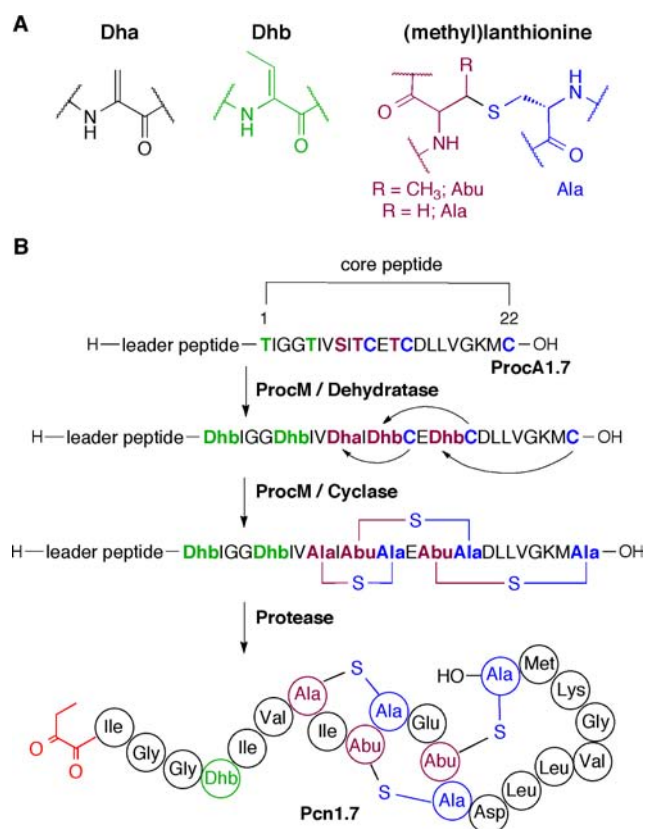 A
Dha
Dhb
(methyl)lanthionine
N
H
O
N
H
O
R
O
NH
S
H
N
O
R = CH3; Abu
R = H; Ala
Ala
B
core peptide
1
22
H—leader peptide—TIGGTIVSITCETCDLLVGKMC—OH
ProcA1.7
ProcM / Dehydratase
H—leader peptide—DhbIGGDhbIVDhaIDhbCEDhbCDLLVGKMC—OH
ProcM / Cyclase
S
H—leader peptide—DhbIGGDhbIVAlaIAbuAlaEAbuAlaDLLVGKMAla—OH
S
S
Protease
O
O
Ile
Gly
Gly
Dhb
Ile
Val
Ala
Ile
S
Abu
Ala
Glu
Abu
S
Ala
Asp
Leu
Leu
Val
Gly
Lys
Met
Ala
HO
S
Pcn1.7